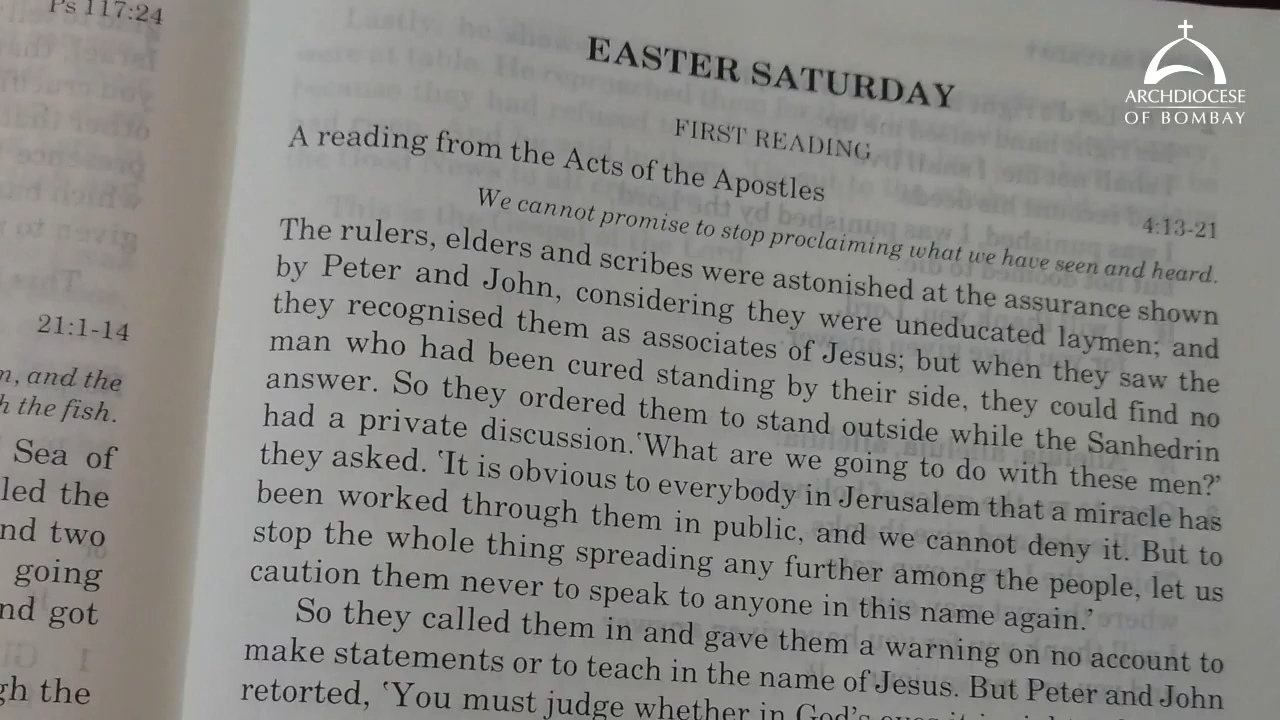 Ps 117:24
21:1-14
n, and the
h the fish.
Sea of
led the
nd two
going
nd got
gh the
EASTER SATURDAY
FIRST READING
A reading from the Acts of the Apostles
4:13-21
We cannot promise to stop proclaiming what we have seen and heard.
The rulers, elders and scribes were astonished at the assurance shown
by Peter and John, considering they were uneducated laymen; and
they recognised them as associates of Jesus; but when they saw the
man who had been cured standing by their side, they could find no
answer. So they ordered them to stand outside while the Sanhedrin
had a private discussion. 'What are we going to do with these men?'
they asked. 'It is obvious to everybody in Jerusalem that a miracle has
been worked through them in public, and we cannot deny it. But to
stop the whole thing spreading any further among the people, let us
caution them never to speak to anyone in this name again.'
So they called them in and gave them a warning on no account to
make statements or to teach in the name of Jesus. But Peter and John
retorted, 'You must judge whether in God's
ARCHDIOCESE
OF BOMBAY